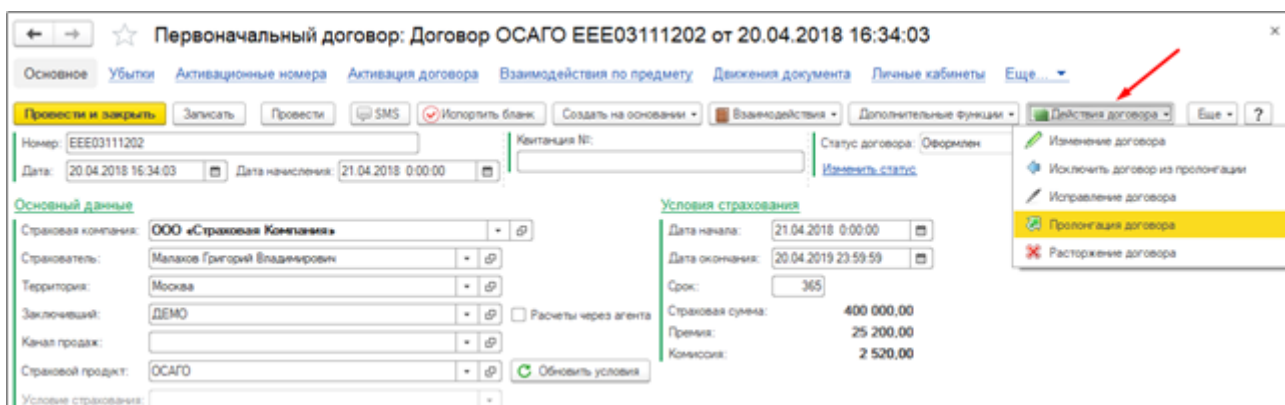 Первоначальный договор: Договор ОСАГО ЕЕЕ03111202 от 20.04.2018 16:34:03
Основное Убытки Активационные номера Активация договора Взаимодействия по предмету Движения документа Личные кабинеты Еще...
Провести и закрыть Записать Провести SMS Испортить бланк Создать на основании Взаимодействия Дополнительные функции Действия договора Еще ?
Номер: ЕЕЕ03111202 Квитанция №: Статус договора: Оформлен
Дата: 20.04.2018 16:34:03 Дата начисления: 21.04.2018 0:00:00 Изменить статус
Изменение договора
Исключить договор из пролонгации
Исправление договора
Пролонгация договора
Расторжение договора
Основный данные
Страховая компания: ООО «Страховая Компания»
Страхователь: Малахов Григорий Владимирович
Территория: Москва
Заключивший: ДЕМО Расчеты через агента
Канал продаж:
Страховой продукт: ОСАГО Обновить условия
Условие страхования:
Условия страхования
Дата начала: 21.04.2018 0:00:00
Дата окончания: 20.04.2019 23:59:59
Срок: 365
Страховая сумма: 400 000,00
Премия: 25 200,00
Комиссия: 2 520,00